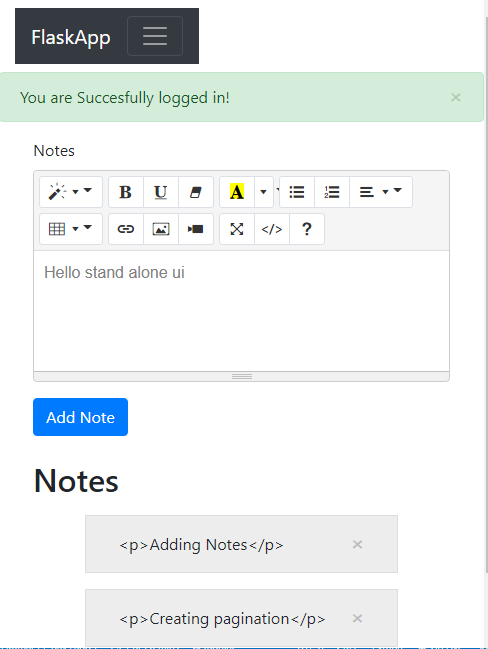 FlaskApp
You are Succesfully logged in! ×
Notes
B U A
</> ?
Hello stand alone ui
Add Note
Notes
<p>Adding Notes</p> ×
<p>Creating pagination</p> ×